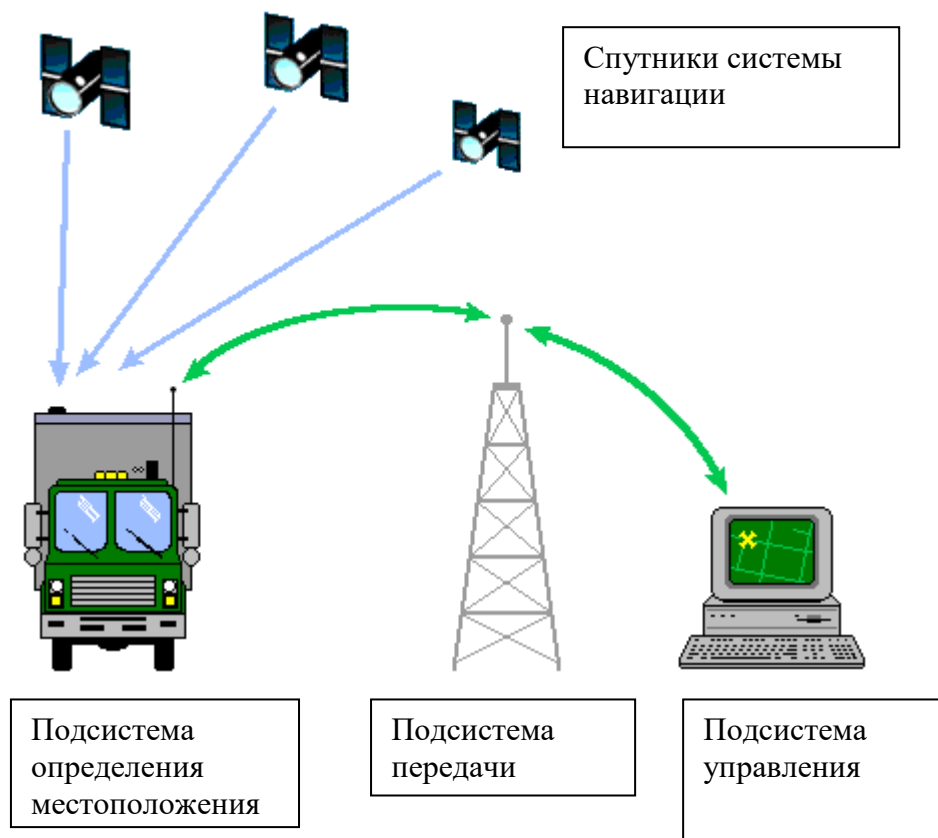 Спутники системы
навигации
Подсистема
определения
местоположения
Подсистема
передачи
Подсистема
управления